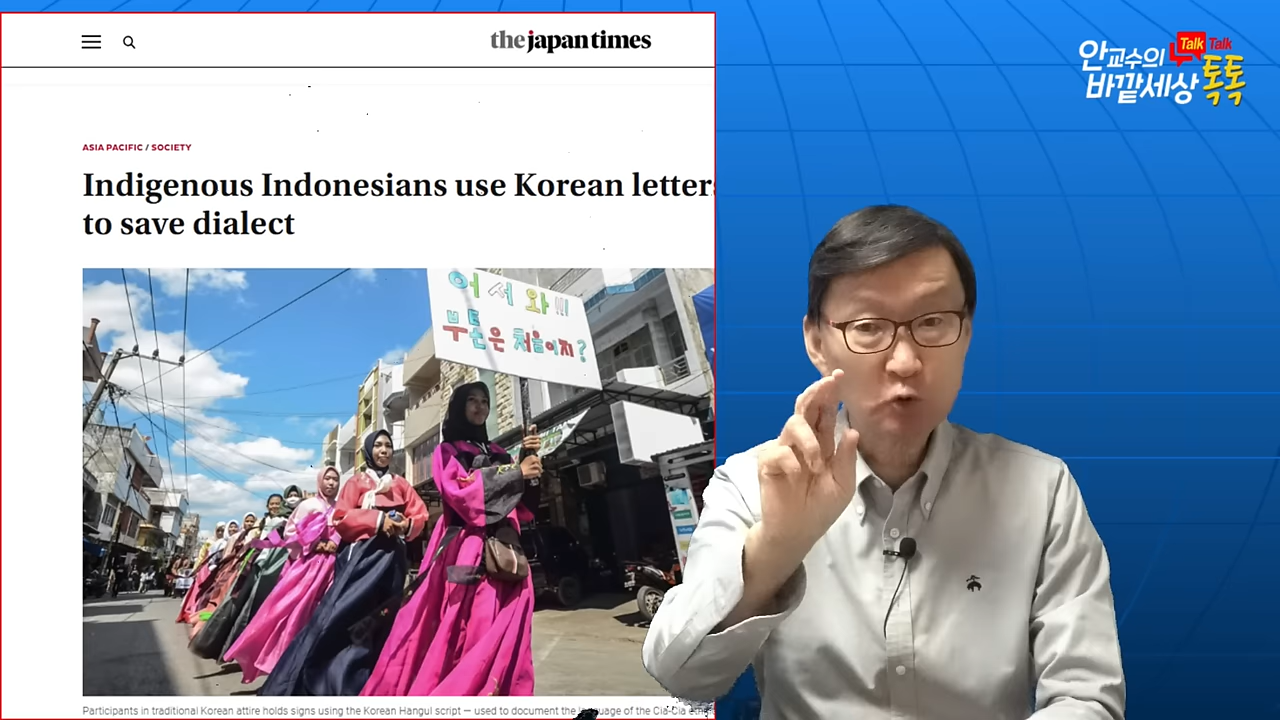 the japan times
ASIA PACIFIC / SOCIETY
Indigenous Indonesians use Korean letters
to save dialect
어서와!!!
부톤은 처음이지?
Participants in traditional Korean attire holds signs using the Korean Hangul script — used to document the language of the Cia-Cia
안교수의 Talk Talk
바깥세상 톡톡